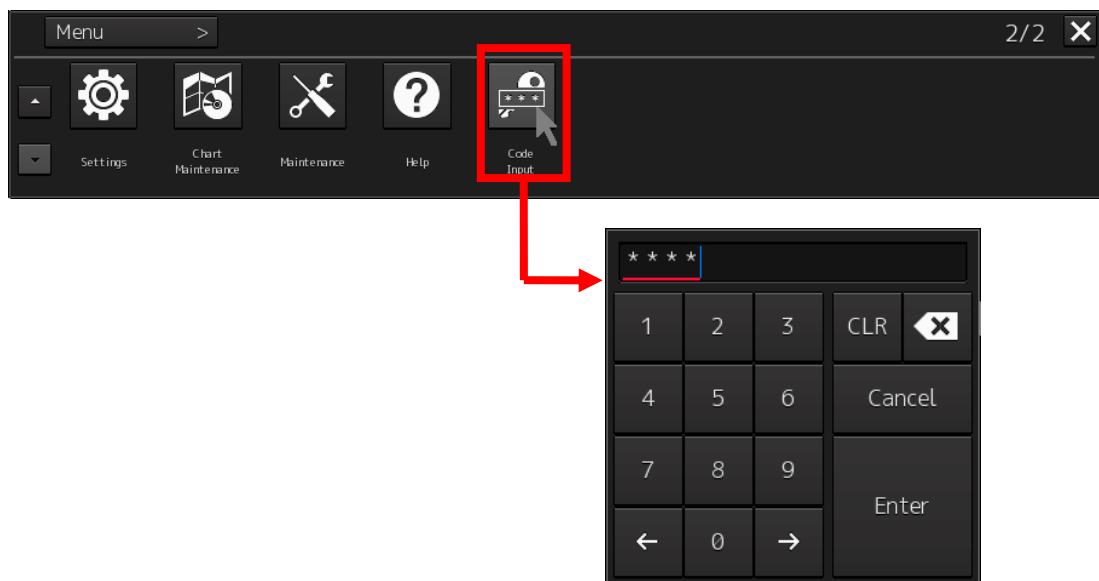 Menu >
2/2
Settings
Chart
Maintenance
Maintenance
Help
* * *
Code
Input
* * * *
1 2 3 CLR
4 5 6 Cancel
7 8 9
Enter
← 0 →